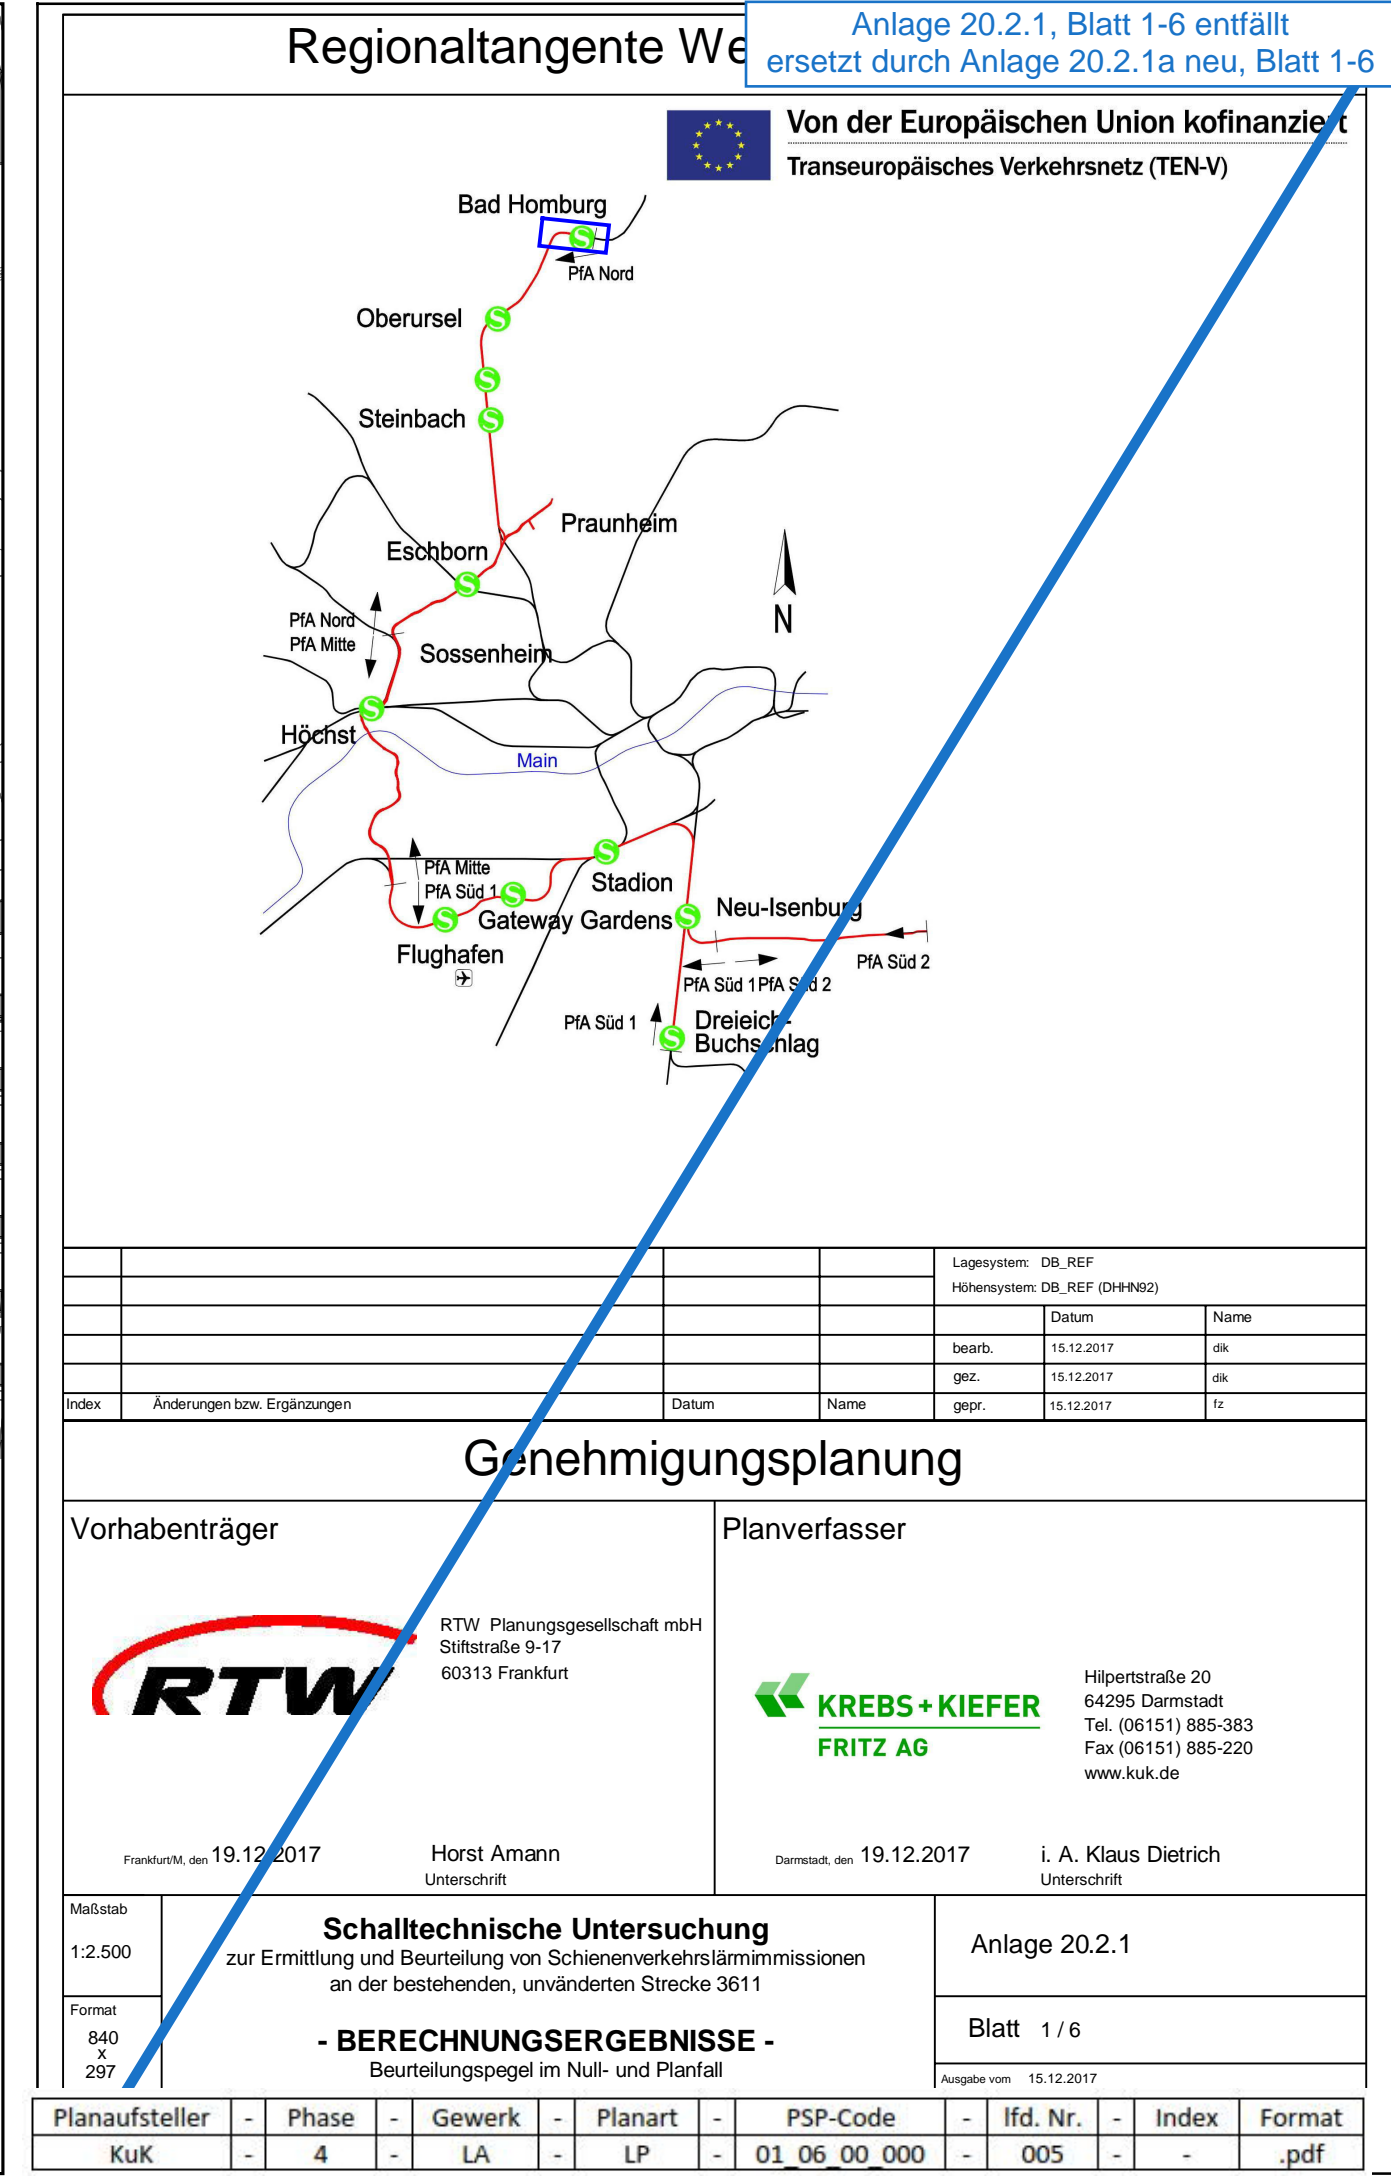 Regionaltangente We
Anlage 20.2.1, Blatt 1-6 entfällt
ersetzt durch Anlage 20.2.1a neu, Blatt 1-6
Von der Europäischen Union kofinanziert
Transeuropäisches Verkehrsnetz (TEN-V)
Bad Homburg
S
PfA Nord
Oberursel S
S
Steinbach S
Praunheim
Eschborn
S
N
PfA Nord
PfA Mitte
Sossenheim
S
Höchst
Main
PfA Mitte
PfA Süd 1
S
Stadion
S
Gateway Gardens
S
Neu-Isenburg
S
Flughafen
PfA Süd 2
PfA Süd 1 PfA Süd 2
PfA Süd 1
S
Dreieich-
Buchschlag
Lagesystem: DB_REF
Höhensystem: DB_REF (DHHN92)
Datum Name
bearb. 15.12.2017 dik
gez. 15.12.2017 dik
Index Änderungen bzw. Ergänzungen Datum Name gepr. 15.12.2017 fz
Genehmigungsplanung
Vorhabenträger
RTW
RTW Planungsgesellschaft mbH
Stiftstraße 9-17
60313 Frankfurt
Frankfurt/M, den 19.12.2017 Horst Amann
Unterschrift
Planverfasser
KREBS+KIEFER
FRITZ AG
Hilpertstraße 20
64295 Darmstadt
Tel. (06151) 885-383
Fax (06151) 885-220
www.kuk.de
Darmstadt, den 19.12.2017 i. A. Klaus Dietrich
Unterschrift
Maßstab
1:2.500
Format
840
x
297
Schalltechnische Untersuchung
zur Ermittlung und Beurteilung von Schienenverkehrslärmimmissionen
an der bestehenden, unvänderten Strecke 3611
- BERECHNUNGSERGEBNISSE -
Beurteilungspegel im Null- und Planfall
Anlage 20.2.1
Blatt 1 / 6
Ausgabe vom 15.12.2017
Planaufsteller - Phase - Gewerk - Planart - PSP-Code - lfd. Nr. - Index Format
KuK - 4 - LA - LP - 01_06_00_000 - 005 - - .pdf